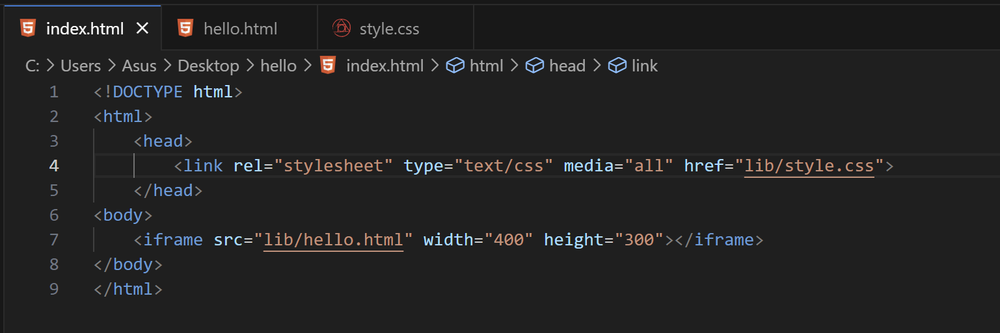 index.html × hello.html style.css
C: > Users > Asus > Desktop > hello > index.html > html > head > link
1 <!DOCTYPE html>
2 <html>
3     <head>
4         <link rel="stylesheet" type="text/css" media="all" href="lib/style.css">
5     </head>
6 <body>
7     <iframe src="lib/hello.html" width="400" height="300"></iframe>
8 </body>
9 </html>